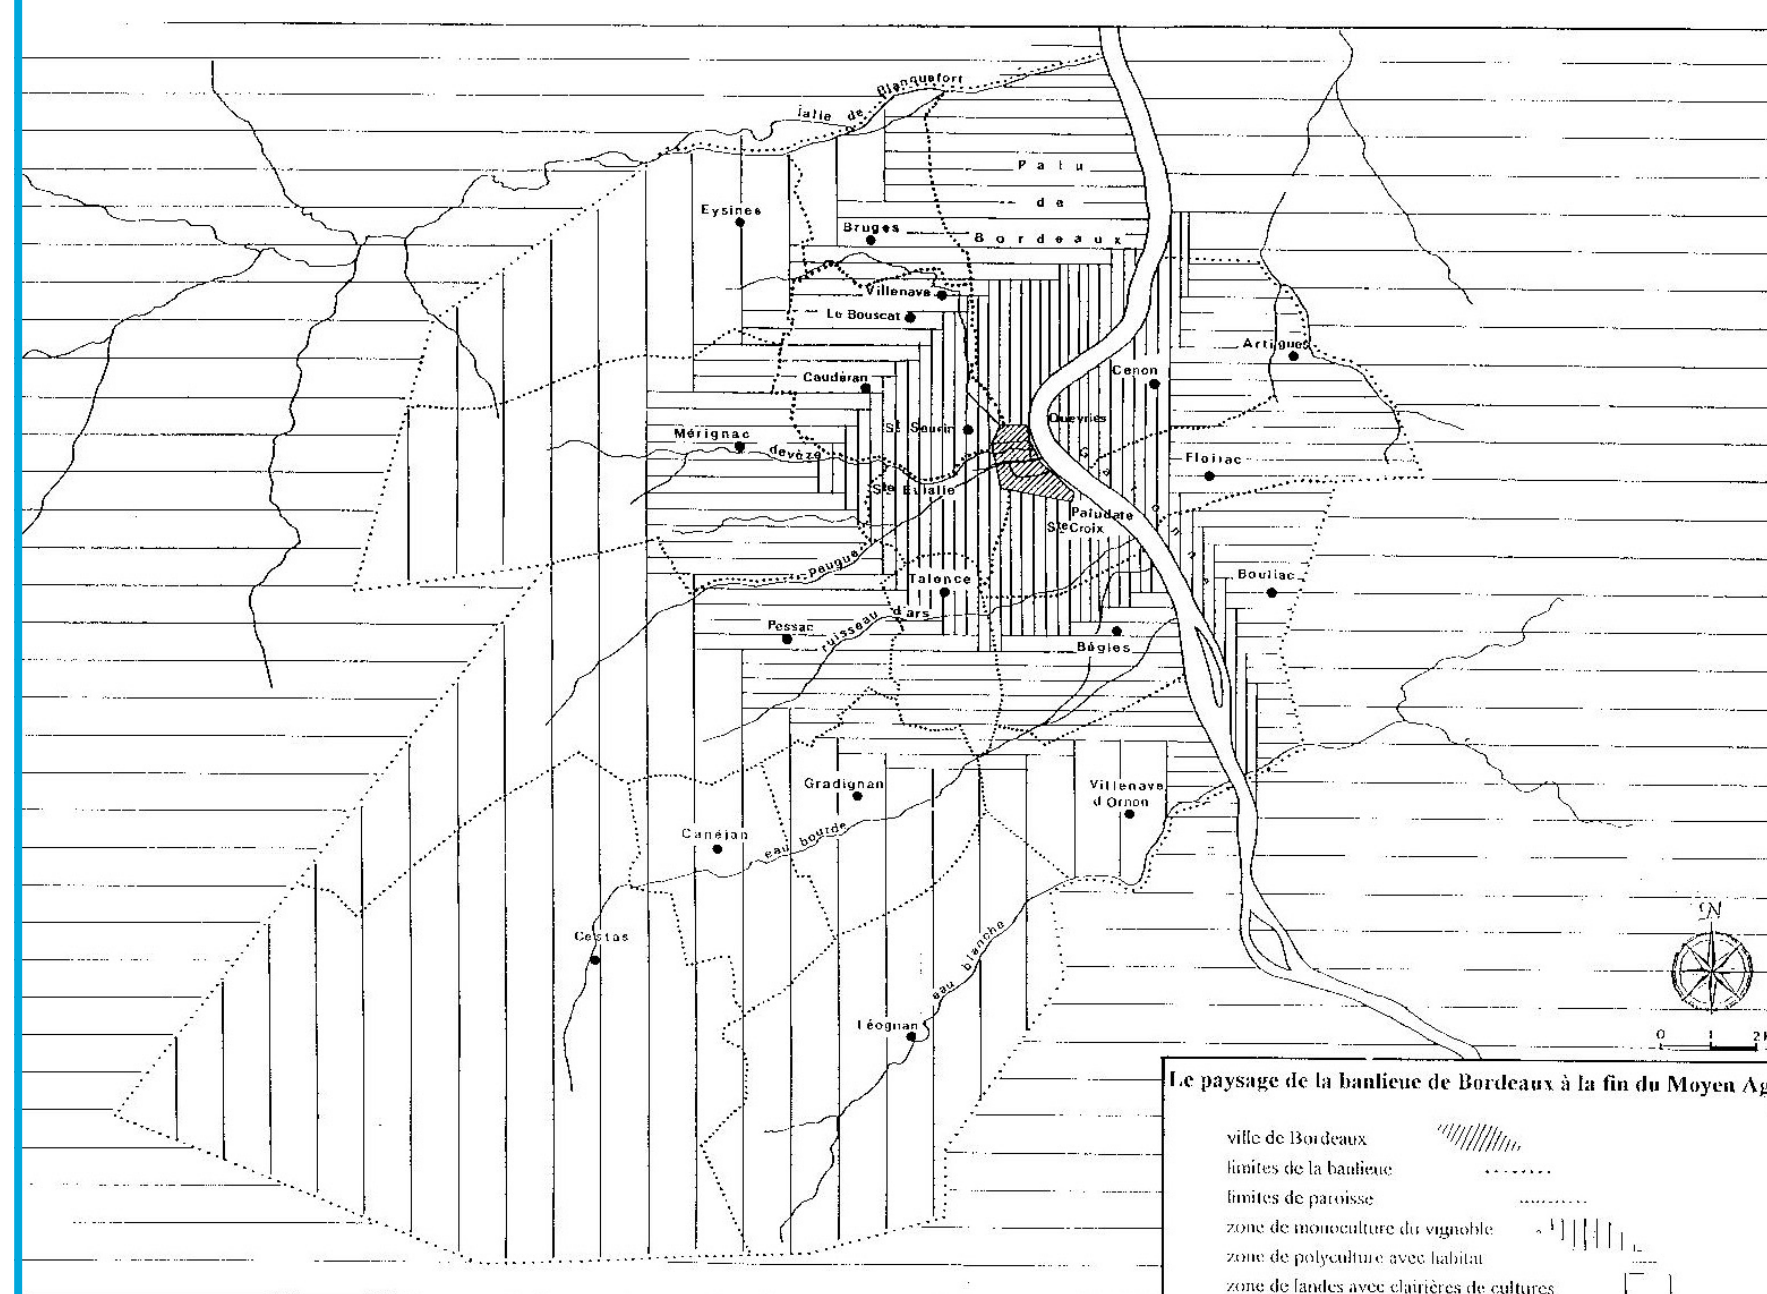 jalle de Blanquefort
Palu
de
Bordeaux
Eysines
Bruges
Villenave
Le Bouscat
Artigues
Caudéran
Cenon
Queyries
St Seurin
Mérignac
devèze
Floirac
Ste Eulalie
Paludate
Ste Croix
Garonne
Peugue
Talence
Bouliac
ruisseau d'ars
Pessac
Bègles
Gradignan
Villenave
d'Ornon
Canéjan
eau bourde
Cestas
eau blanche
Léognan
N
0 1 2
Le paysage de la banlieue de Bordeaux à la fin du Moyen Ag
ville de Bordeaux
limites de la banlieue
limites de paroisse
zone de monoculture du vignoble
zone de polyculture avec habitat
zone de landes avec clairières de cultures